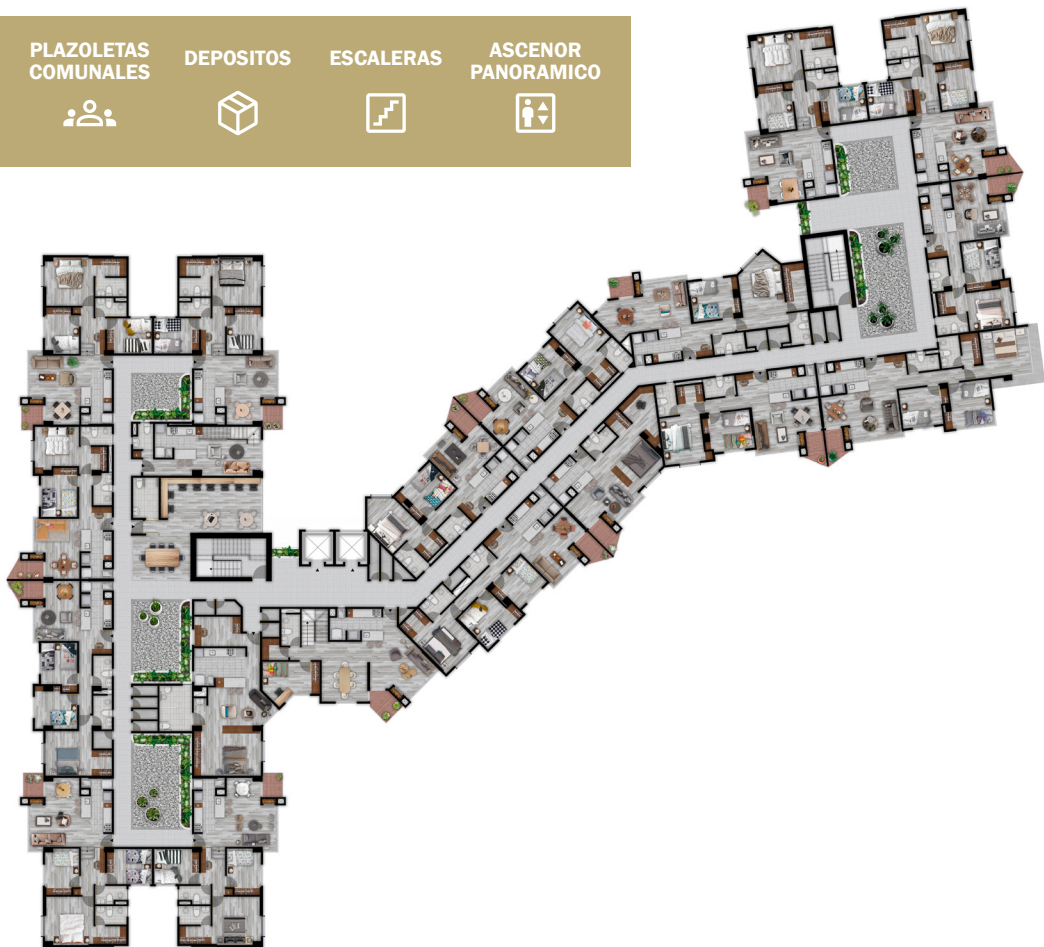 PLAZOLETAS
COMUNALES
DEPOSITOS
ESCALERAS
ASCENOR
PANORAMICO